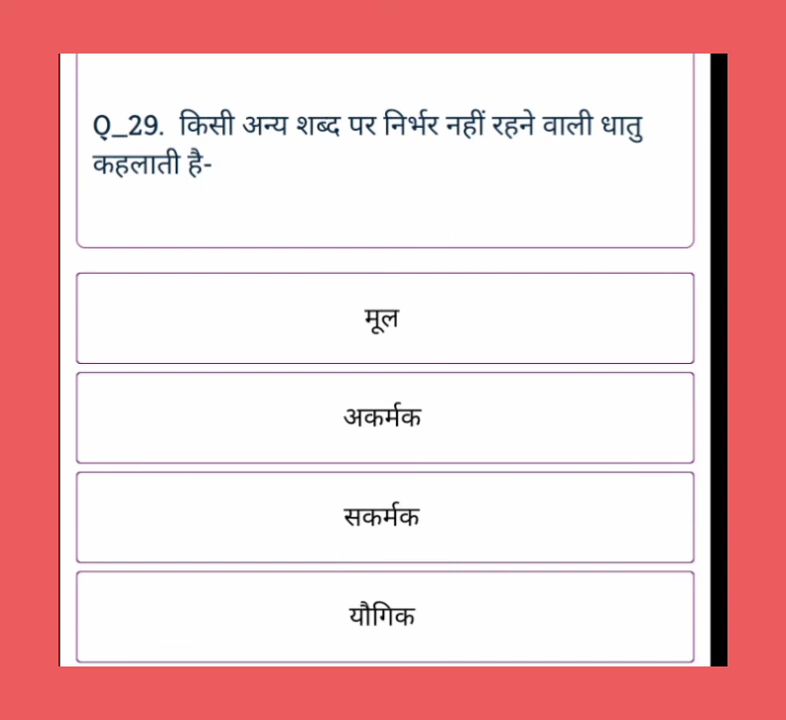 Q_29. किसी अन्य शब्द पर निर्भर नहीं रहने वाली धातु
कहलाती है-
मूल
अकर्मक
सकर्मक
यौगिक